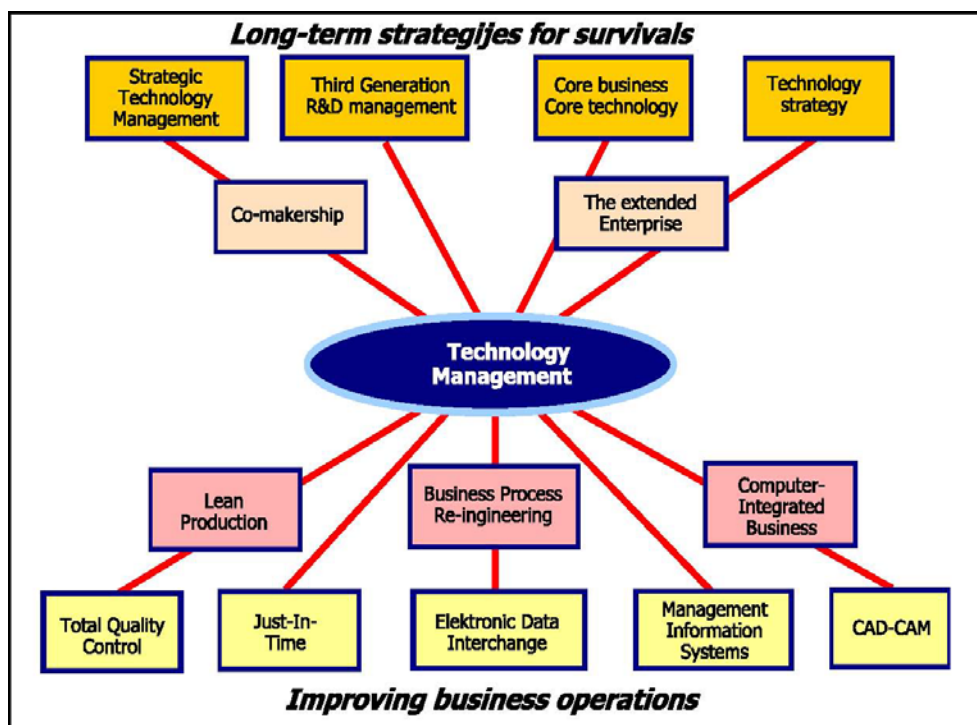 Long-term strategijes for survivals
Strategic
Technology
Management
Third Generation
R&D management
Core business
Core technology
Technology
strategy
Co-makership
The extended
Enterprise
Technology
Management
Lean
Production
Business Process
Re-ingineering
Computer-
Integrated
Business
Total Quality
Control
Just-In-
Time
Elektronic Data
Interchange
Management
Information
Systems
CAD-CAM
Improving business operations